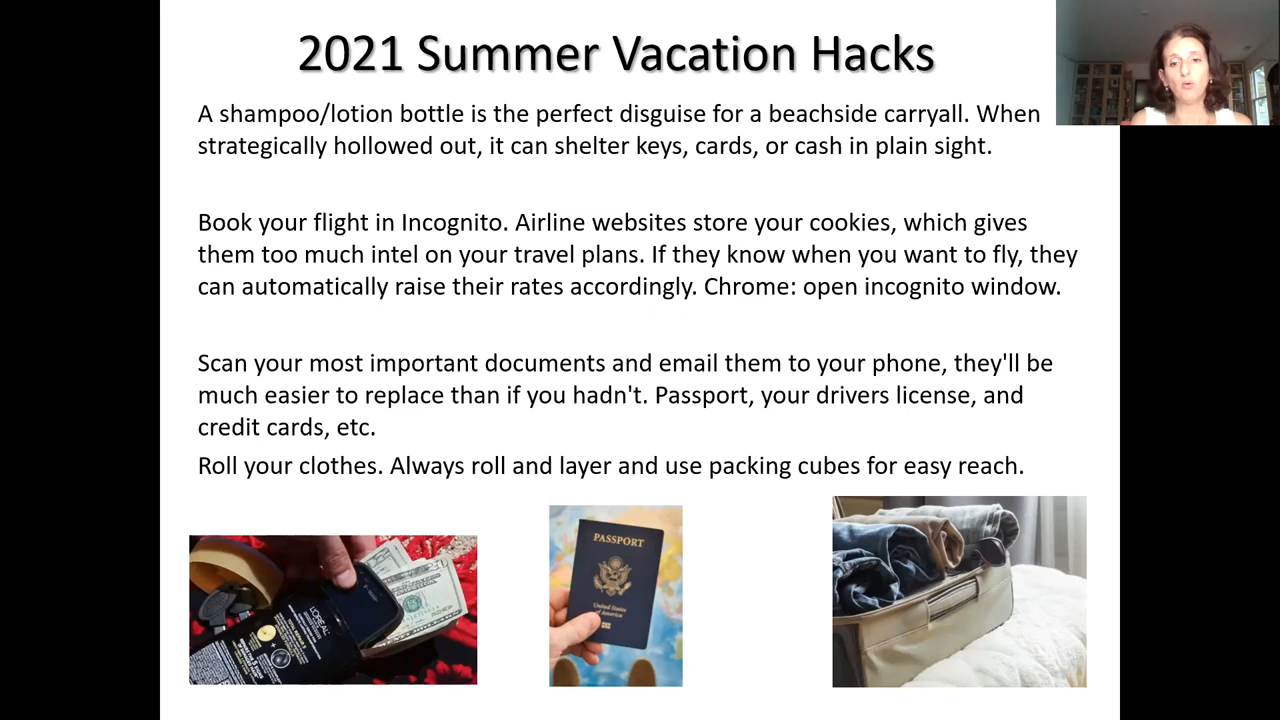 2021 Summer Vacation Hacks
A shampoo/lotion bottle is the perfect disguise for a beachside carryall. When
strategically hollowed out, it can shelter keys, cards, or cash in plain sight.
Book your flight in Incognito. Airline websites store your cookies, which gives
them too much intel on your travel plans. If they know when you want to fly, they
can automatically raise their rates accordingly. Chrome: open incognito window.
Scan your most important documents and email them to your phone, they'll be
much easier to replace than if you hadn't. Passport, your drivers license, and
credit cards, etc.
Roll your clothes. Always roll and layer and use packing cubes for easy reach.
L'ORÉAL
PASSPORT
United States
of America